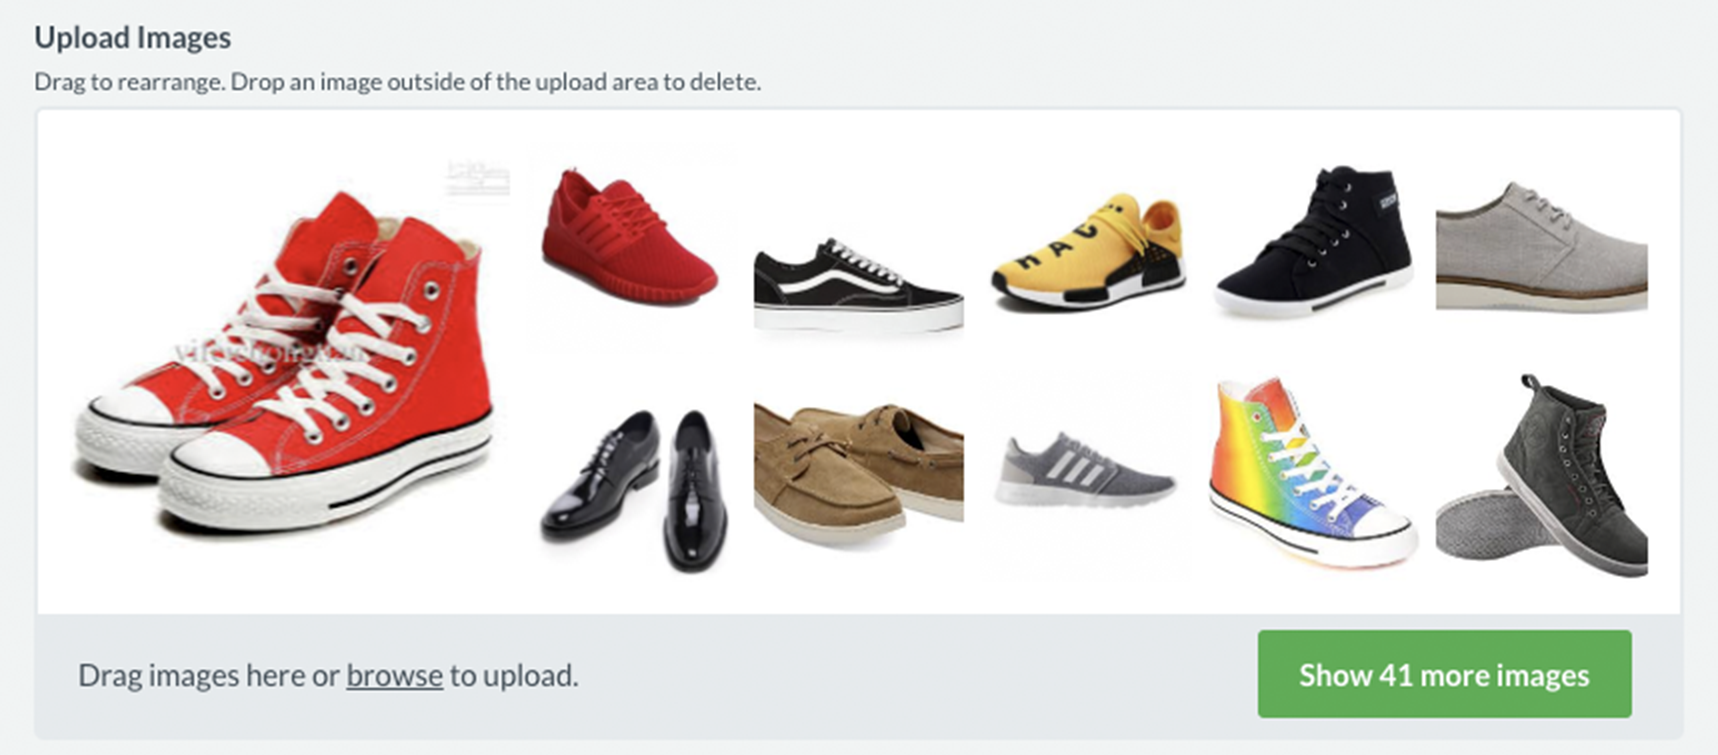 Upload Images
Drag to rearrange. Drop an image outside of the upload area to delete.
Drag images here or browse to upload.
Show 41 more images